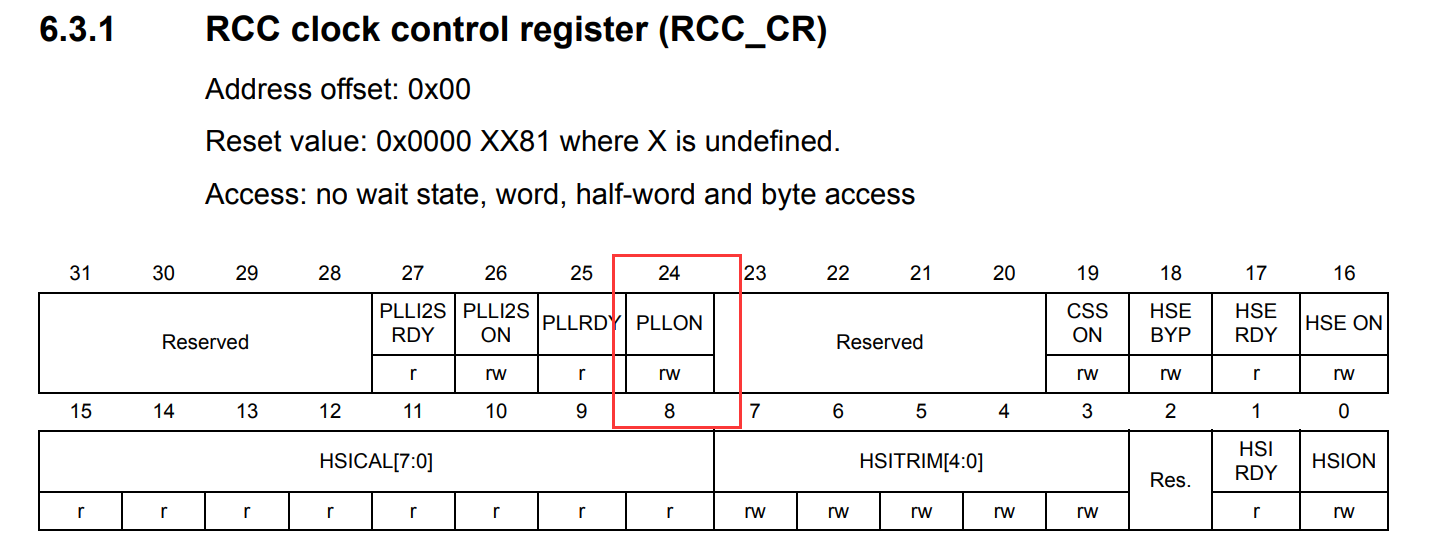 6.3.1 RCC clock control register (RCC_CR)
Address offset: 0x00
Reset value: 0x0000 XX81 where X is undefined.
Access: no wait state, word, half-word and byte access
31 30 29 28 27 26 25 24 23 22 21 20 19 18 17 16
Reserved PLLI2S RDY PLLI2S ON PLLRDY PLLON Reserved CSS ON HSE BYP HSE RDY HSE ON
r rw r rw rw rw r rw
15 14 13 12 11 10 9 8 7 6 5 4 3 2 1 0
HSICAL[7:0] HSITRIM[4:0] Res. HSI RDY HSION
r r r r r r r r rw rw rw rw rw r rw